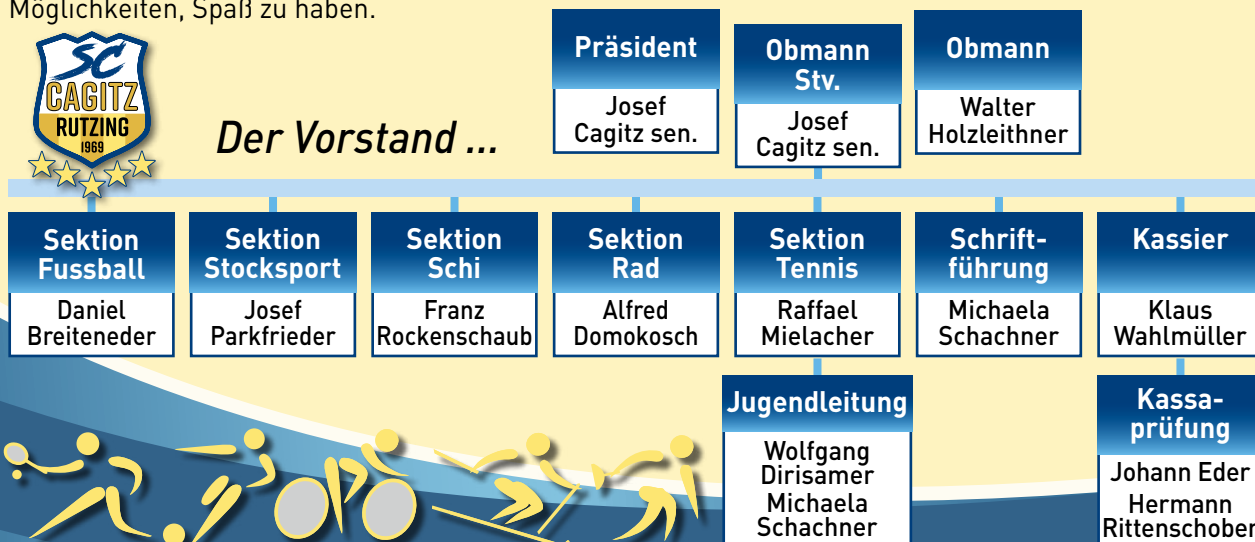 Möglichkeiten, Spaß zu haben.
SC
CAGITZ
RUTZING
1969
Der Vorstand ...
Präsident
Josef
Cagitz sen.
Obmann
Stv.
Josef
Cagitz sen.
Obmann
Walter
Holzleithner
Sektion
Fussball
Daniel
Breiteneder
Sektion
Stocksport
Josef
Parkfrieder
Sektion
Schi
Franz
Rockenschaub
Sektion
Rad
Alfred
Domokosch
Sektion
Tennis
Raffael
Mielacher
Schrift-
führung
Michaela
Schachner
Kassier
Klaus
Wahlmüller
Jugendleitung
Wolfgang
Dirisamer
Michaela
Schachner
Kassa-
prüfung
Johann Eder
Hermann
Rittenschober